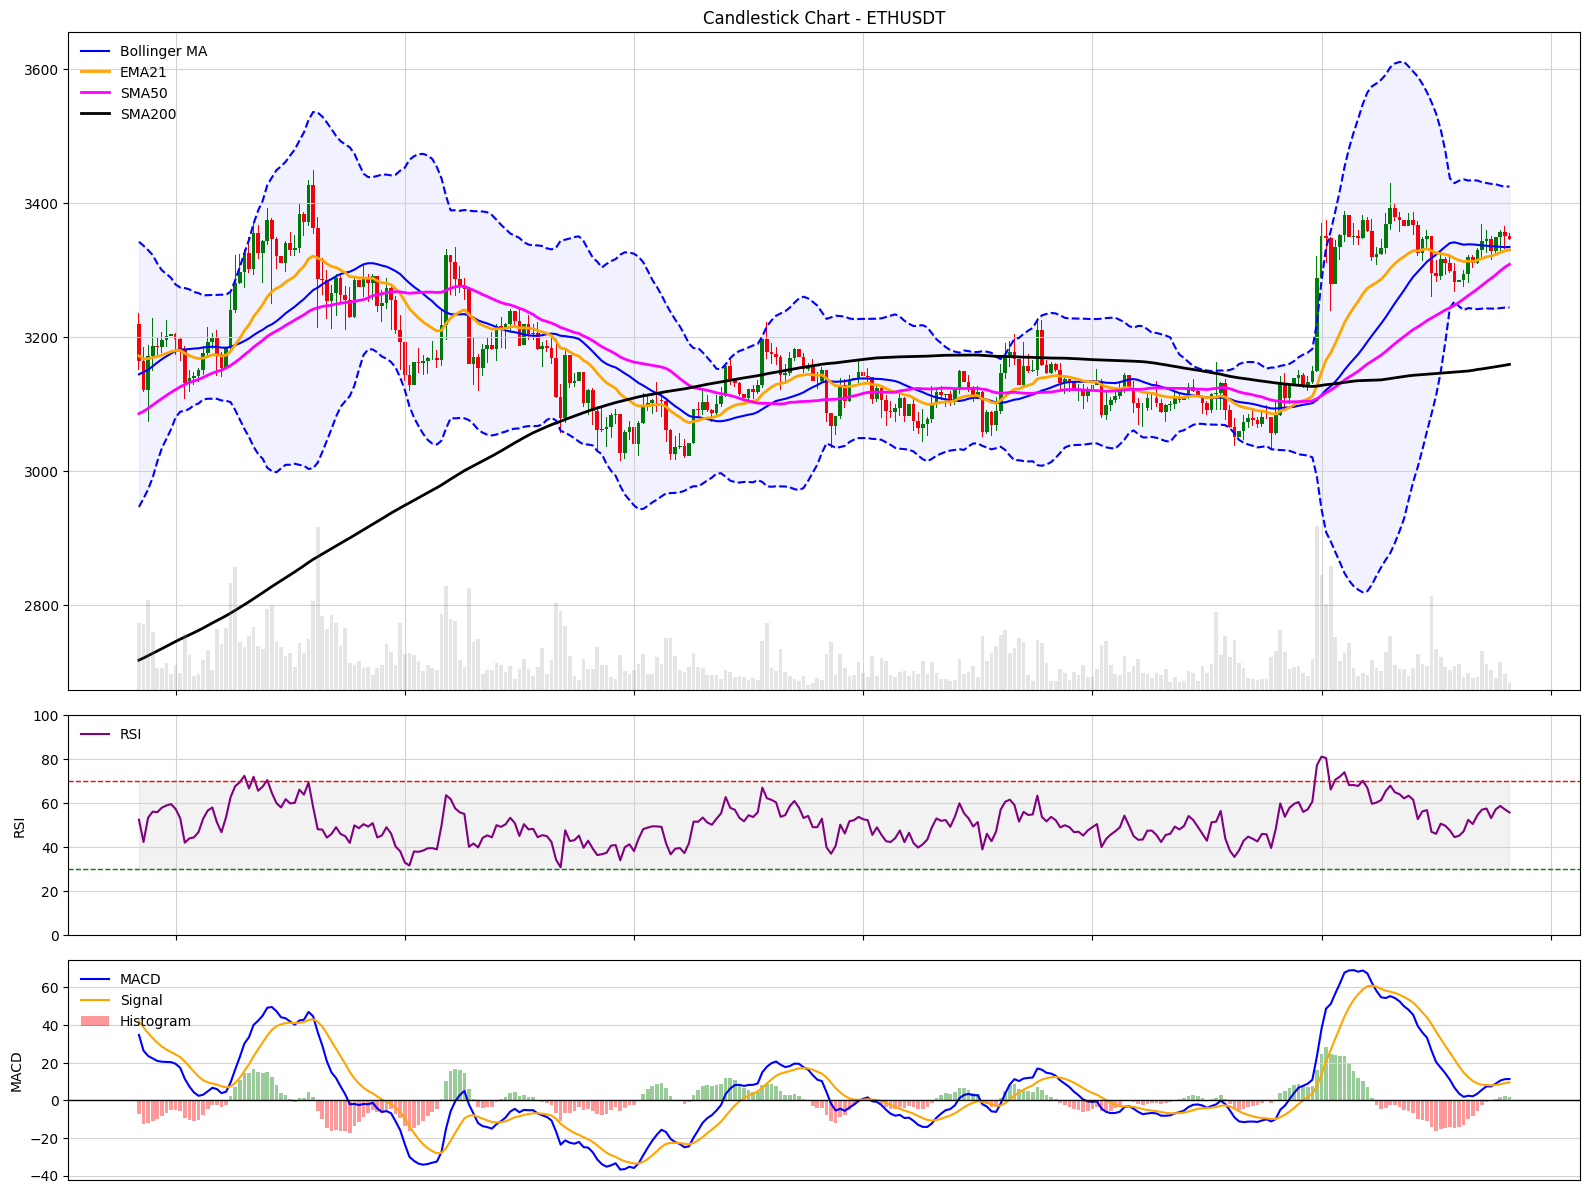 Candlestick Chart - ETHUSDT
Bollinger MA
EMA21
SMA50
SMA200
3600
3400
3200
3000
2800
RSI
100
80
60
40
20
0
RSI
MACD
Signal
Histogram
60
40
20
0
−20
−40
MACD